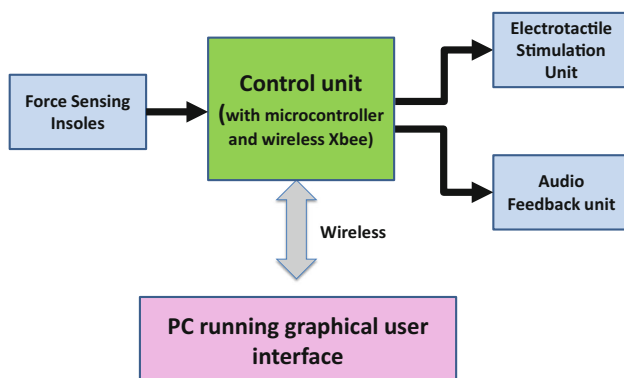 Force Sensing
Insoles
Control unit
(with microcontroller
and wireless Xbee)
Electrotactile
Stimulation
Unit
Audio
Feedback unit
Wireless
PC running graphical user
interface